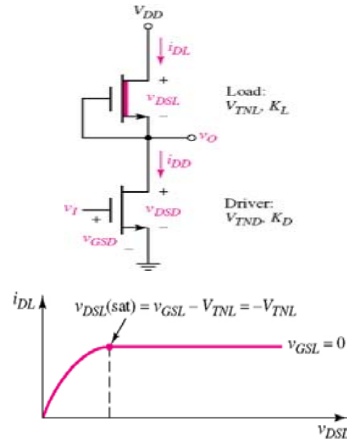 V_DD
i_DL
+
v_DSL
−
Load:
V_TNL, K_L
v_O
i_DD
+
Driver:
V_TND, K_D
v_I
+
v_DSD
v_GSD
−
−
i_DL
v_DSL(sat) = v_GSL − V_TNL = −V_TNL
v_GSL = 0
v_DSL